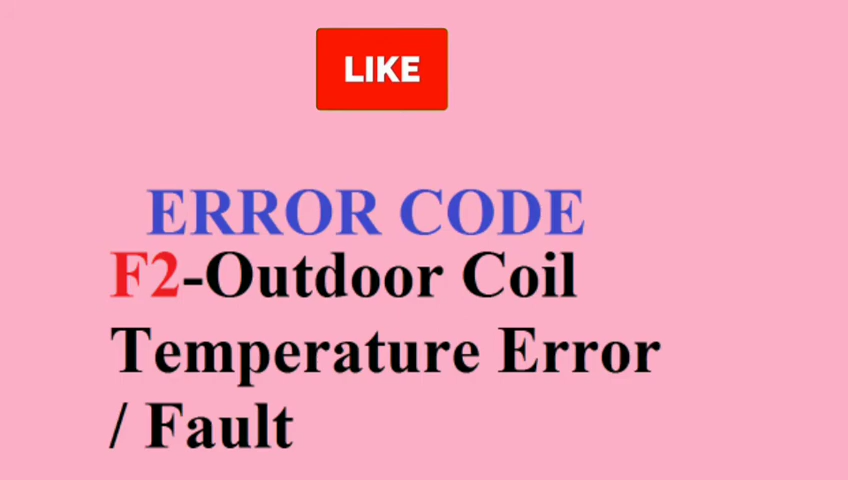 LIKE
ERROR CODE
F2-Outdoor Coil
Temperature Error
/ Fault